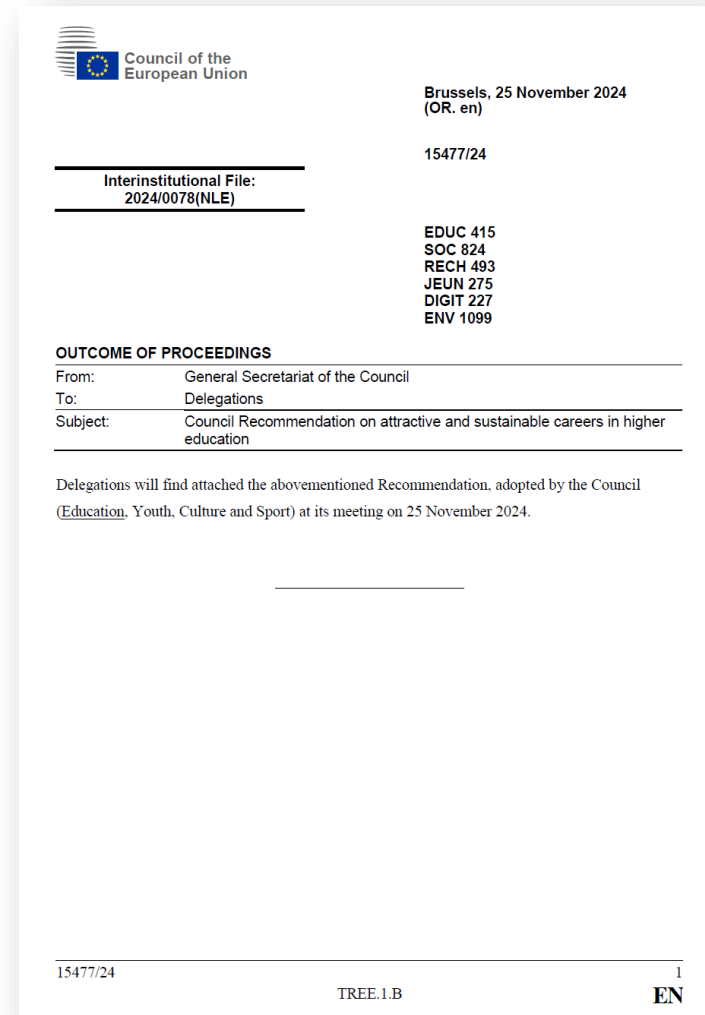 Council of the
European Union
Brussels, 25 November 2024
(OR. en)
15477/24
Interinstitutional File:
2024/0078(NLE)
EDUC 415
SOC 824
RECH 493
JEUN 275
DIGIT 227
ENV 1099
OUTCOME OF PROCEEDINGS
From: General Secretariat of the Council
To: Delegations
Subject: Council Recommendation on attractive and sustainable careers in higher
education
Delegations will find attached the abovementioned Recommendation, adopted by the Council
(Education, Youth, Culture and Sport) at its meeting on 25 November 2024.
15477/24 1
TREE.1.B EN